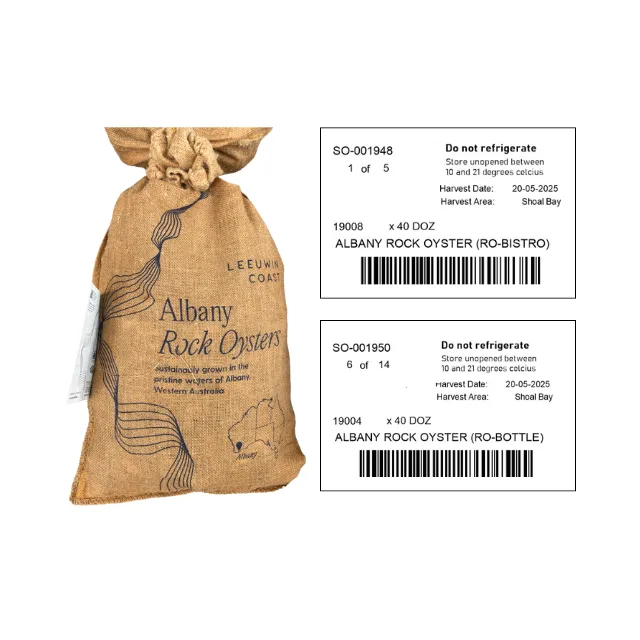 LEEUWIN
COAST
Albany
Rock Oysters
sustainably grown in the
pristine waters of Albany,
Western Australia
Albany
SO-001948
1 of 5
Do not refrigerate
Store unopened between
10 and 21 degrees celcius
Harvest Date: 20-05-2025
Harvest Area: Shoal Bay
19008 x 40 DOZ
ALBANY ROCK OYSTER (RO-BISTRO)
SO-001950
6 of 14
Do not refrigerate
Store unopened between
10 and 21 degrees celcius
Harvest Date: 20-05-2025
Harvest Area: Shoal Bay
19004 x 40 DOZ
ALBANY ROCK OYSTER (RO-BOTTLE)